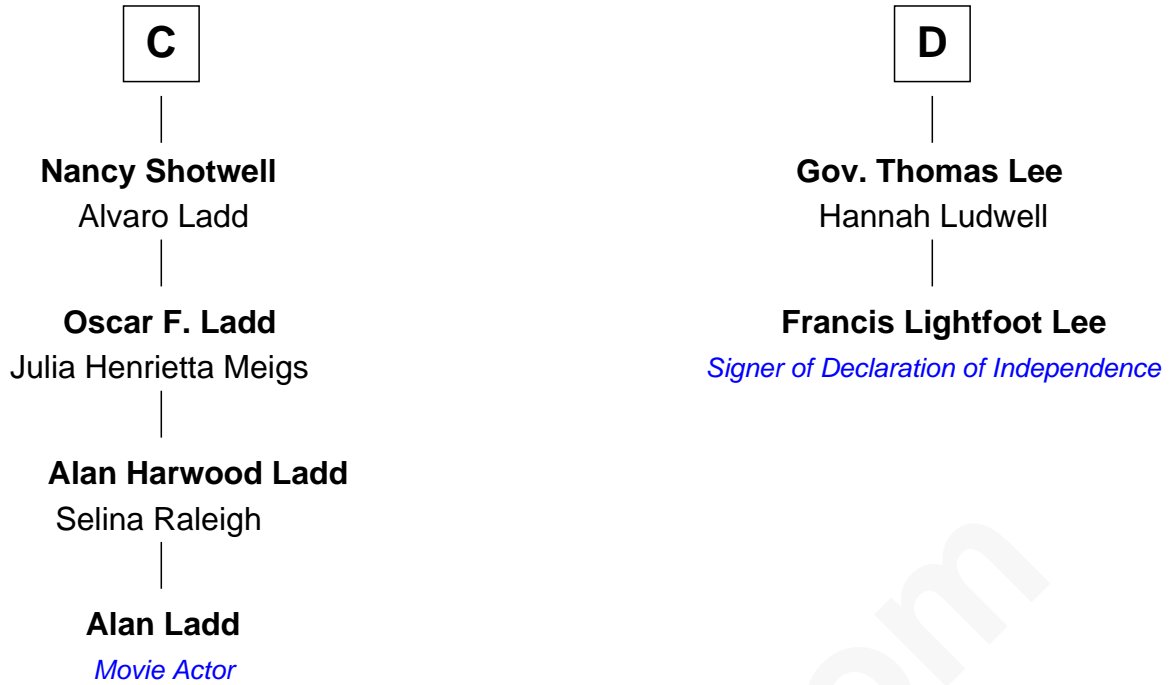 C
Nancy Shotwell
Alvaro Ladd
Oscar F. Ladd
Julia Henrietta Meigs
Alan Harwood Ladd
Selina Raleigh
Alan Ladd
Movie Actor
D
Gov. Thomas Lee
Hannah Ludwell
Francis Lightfoot Lee
Signer of Declaration of Independence
om